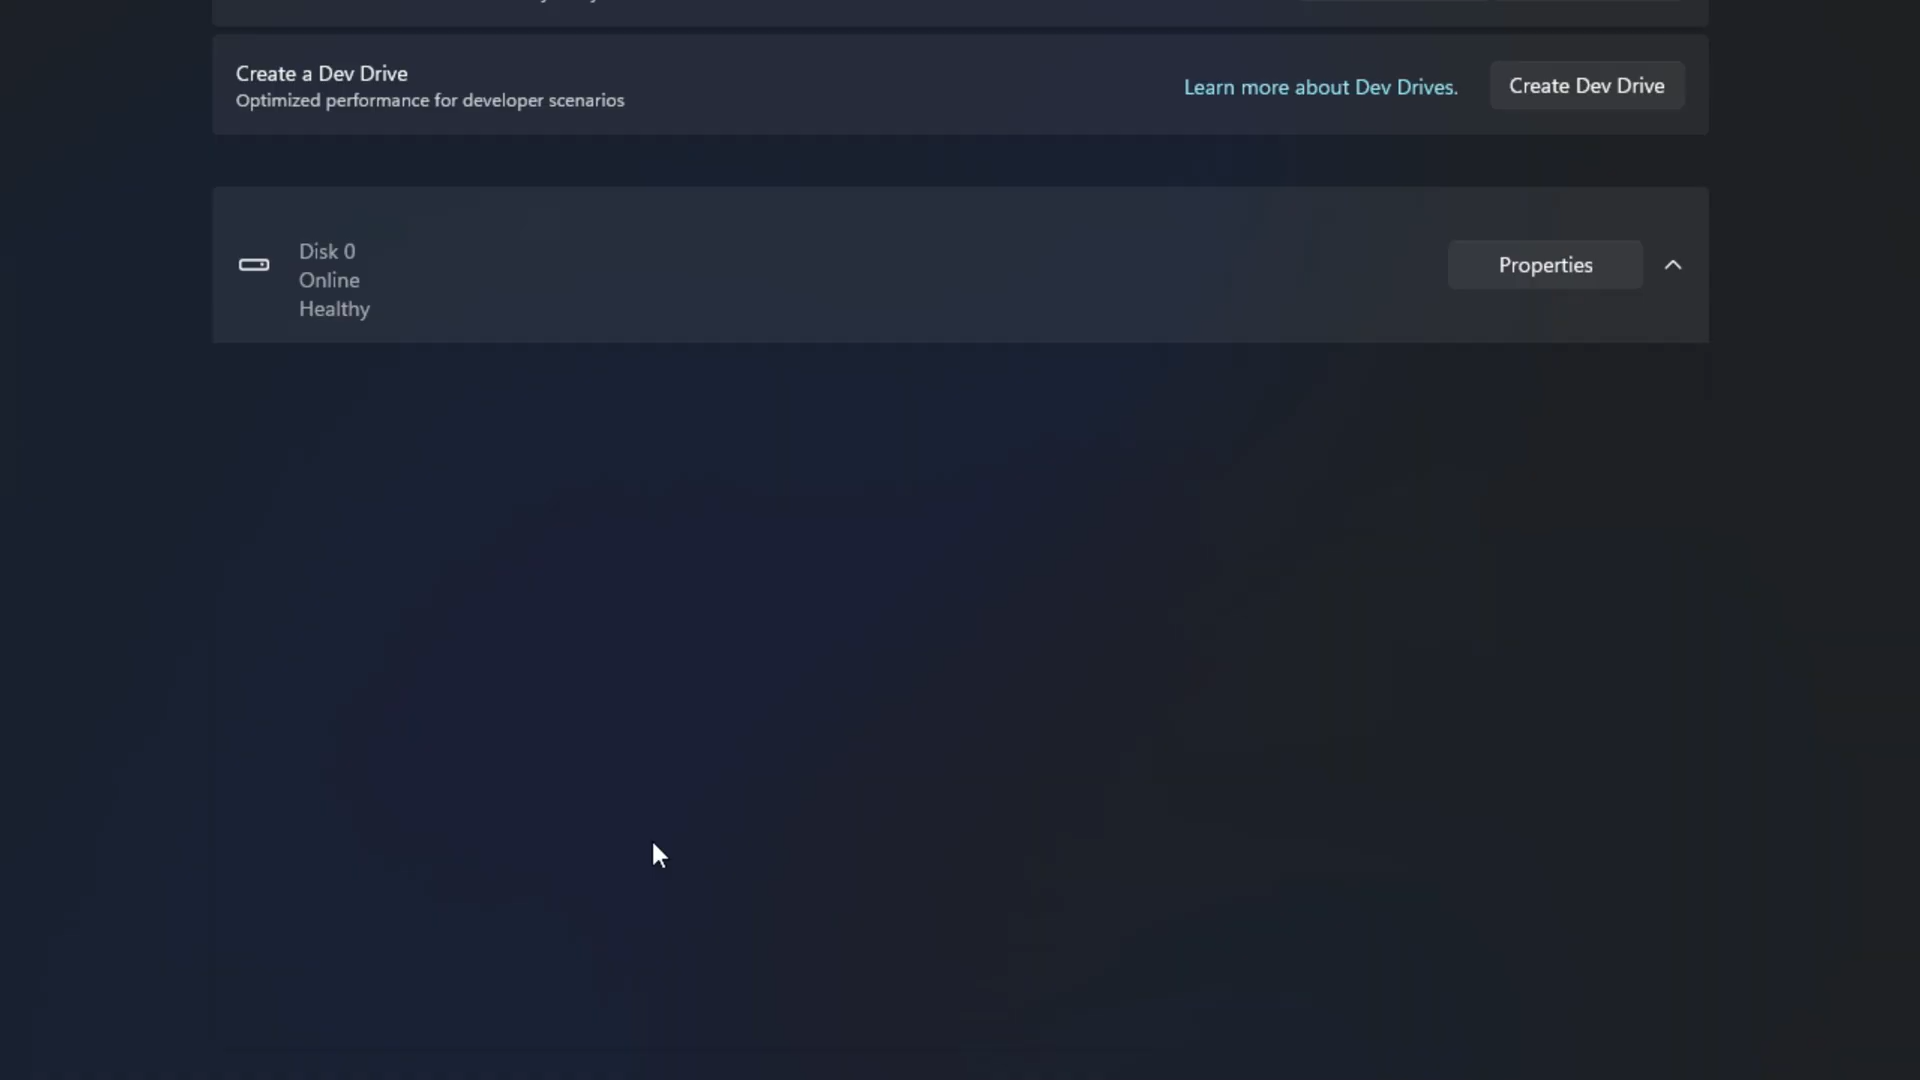 Create a Dev Drive
Optimized performance for developer scenarios
Learn more about Dev Drives.
Create Dev Drive
Disk 0
Online
Healthy
Properties